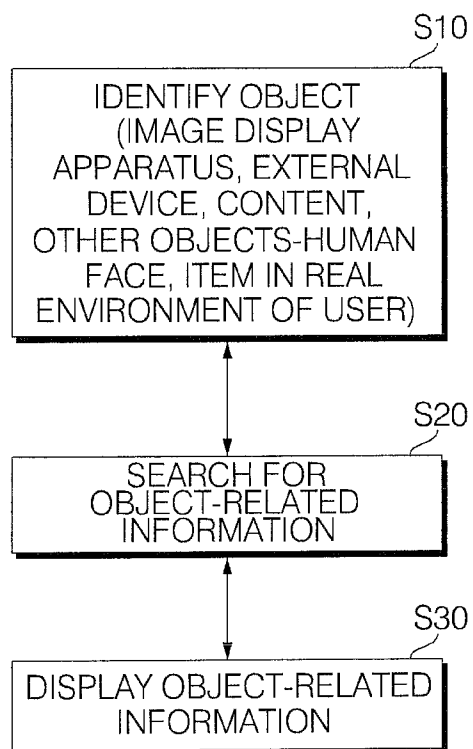 S10
IDENTIFY OBJECT
(IMAGE DISPLAY
APPARATUS, EXTERNAL
DEVICE, CONTENT,
OTHER OBJECTS-HUMAN
FACE, ITEM IN REAL
ENVIRONMENT OF USER)
S20
SEARCH FOR
OBJECT-RELATED
INFORMATION
S30
DISPLAY OBJECT-RELATED
INFORMATION